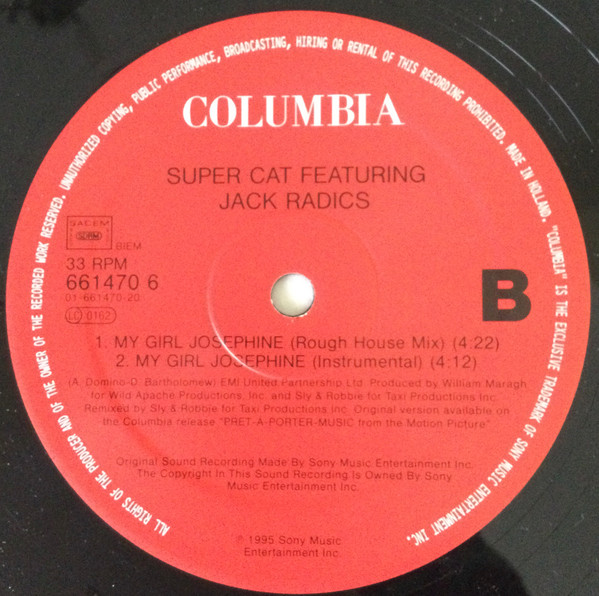 ALL RIGHTS OF THE PRODUCER AND OF THE OWNER OF THE RECORDED WORK RESERVED. UNAUTHORIZED COPYING, PUBLIC PERFORMANCE, BROADCASTING, HIRING OR RENTAL OF THIS RECORDING PROHIBITED. MADE IN HOLLAND. "COLUMBIA" IS THE EXCLUSIVE TRADEMARK OF SONY MUSIC ENTERTAINMENT INC.
COLUMBIA
SUPER CAT FEATURING
JACK RADICS
SACEM
SDRM
BIEM
33 RPM
661470 6
01-661470-20
LC 0162
B
1. MY GIRL JOSEPHINE (Rough House Mix) (4:22)
2. MY GIRL JOSEPHINE (Instrumental) (4:12)
(A. Domino-D. Bartholomew) EMI United Partnership Ltd. Produced by William Maragh
for Wild Apache Productions, Inc. and Sly & Robbie for Taxi Productions Inc.
Remixed by Sly & Robbie for Taxi Productions Inc. Original version available on
the Columbia release "PRET-A-PORTER-MUSIC from the Motion Picture"
Original Sound Recording Made By Sony Music Entertainment Inc.
The Copyright In This Sound Recording Is Owned By Sony
Music Entertainment Inc.
℗ 1995 Sony Music
Entertainment Inc.